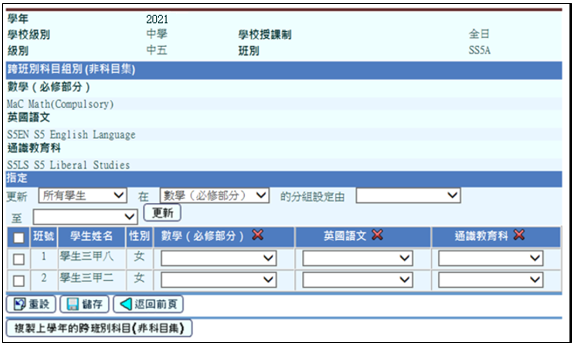 學年 2021
學校級別 中學 學校授課制 全日
級別 中五 班別 SS5A
跨班別科目組別(非科目集)
數學(必修部分)
MaC Math(Compulsory)
英國語文
S5EN S5 English Language
通識教育科
S5LS S5 Liberal Studies
指定
更新 所有學生 在 數學(必修部分) 的分組設定由
至 更新
班號 學生姓名 性別 數學(必修部分) 英國語文 通識教育科
1 學生三甲八 女
2 學生三甲二 女
重設 儲存 返回前頁
複製上學年的跨班別科目(非科目集)